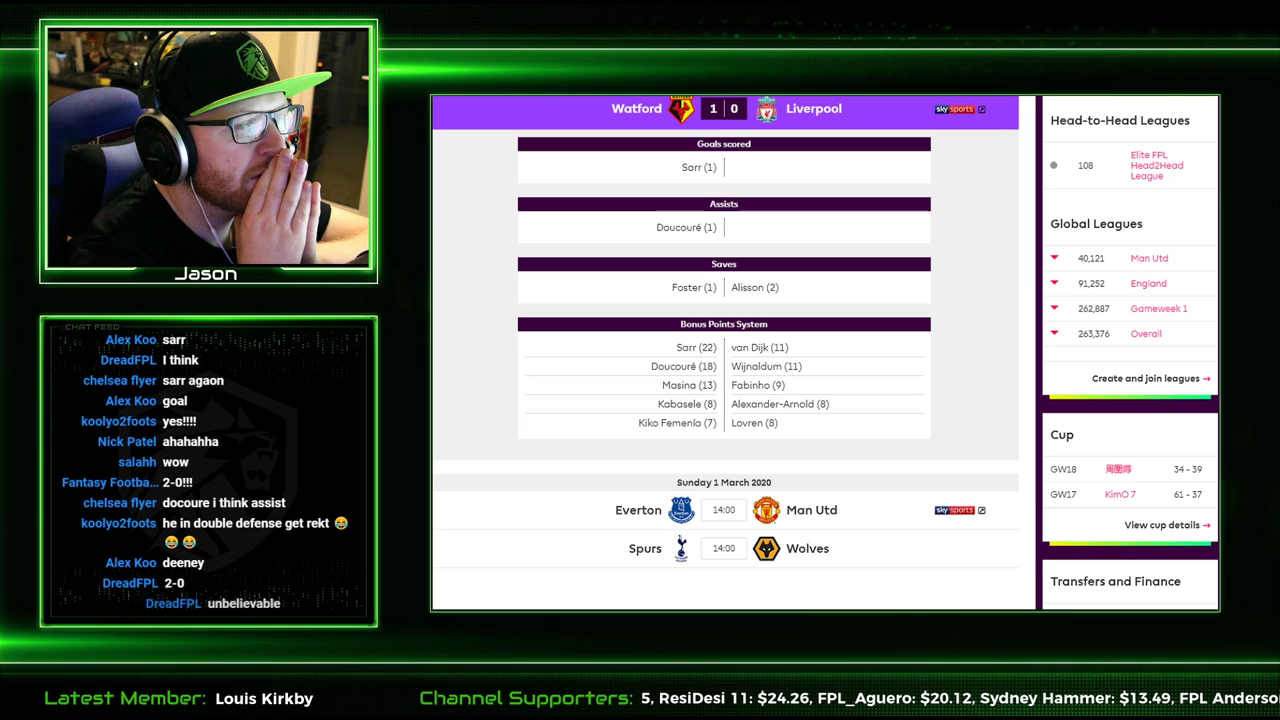 Jason
::CHAT FEED
Alex Koo sarr
DreadFPL I think
chelsea flyer sarr agaon
Alex Koo goal
koolyo2foots yes!!!!
Nick Patel ahahahha
salahh wow
Fantasy Footba... 2-0!!!
chelsea flyer docoure i think assist
koolyo2foots he in double defense get rekt 😂
😂 😂
Alex Koo deeney
DreadFPL 2-0
DreadFPL unbelievable
Watford 1 0 Liverpool
sky sports
Goals scored
Sarr (1)
Assists
Doucouré (1)
Saves
Foster (1) Alisson (2)
Bonus Points System
Sarr (22) van Dijk (11)
Doucouré (18) Wijnaldum (11)
Masina (13) Fabinho (9)
Kabasele (8) Alexander-Arnold (8)
Kiko Femenía (7) Lovren (8)
Sunday 1 March 2020
Everton 14:00 Man Utd
sky sports
Spurs 14:00 Wolves
Head-to-Head Leagues
108 Elite FPL
Head2Head
League
Global Leagues
40,121 Man Utd
91,252 England
262,887 Gameweek 1
263,376 Overall
Create and join leagues →
Cup
GW18 周圍隊 34 - 39
GW17 KimO 7 61 - 37
View cup details →
Transfers and Finance
Latest Member: Louis Kirkby
Channel Supporters: 5, ResiDesi 11: $24.26, FPL_Aguero: $20.12, Sydney Hammer: $13.49, FPL Anderso